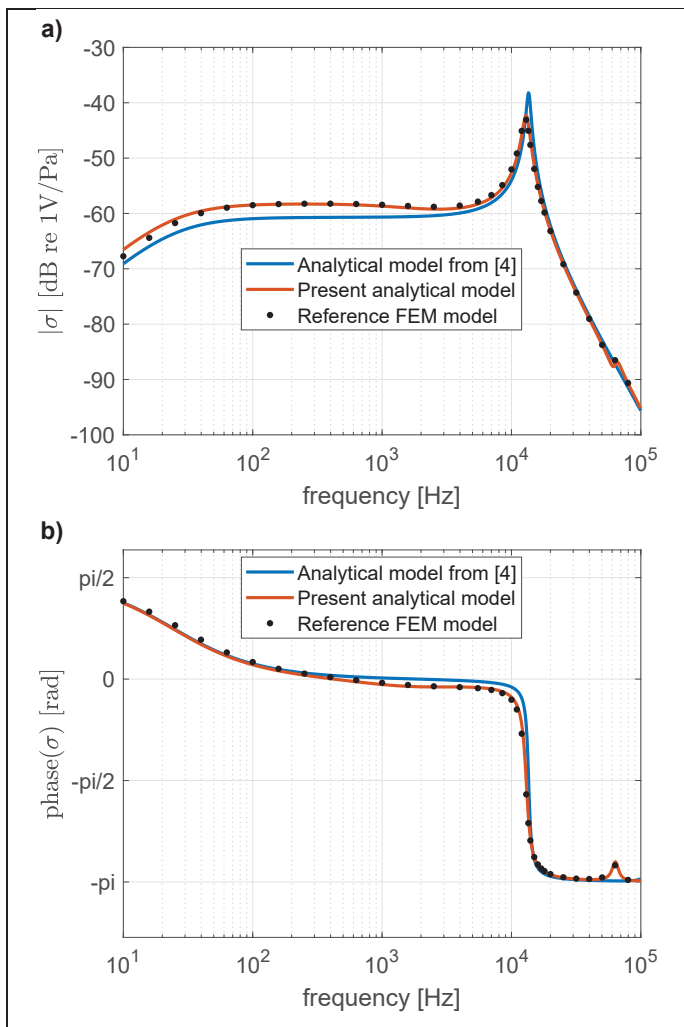 a)
-30
-40
-50
-60
-70
-80
-90
-100
|σ| [dB re 1V/Pa]
Analytical model from [4]
Present analytical model
Reference FEM model
10^1 10^2 10^3 10^4 10^5
frequency [Hz]
b)
pi/2
0
-pi/2
-pi
phase(σ) [rad]
Analytical model from [4]
Present analytical model
Reference FEM model
10^1 10^2 10^3 10^4 10^5
frequency [Hz]